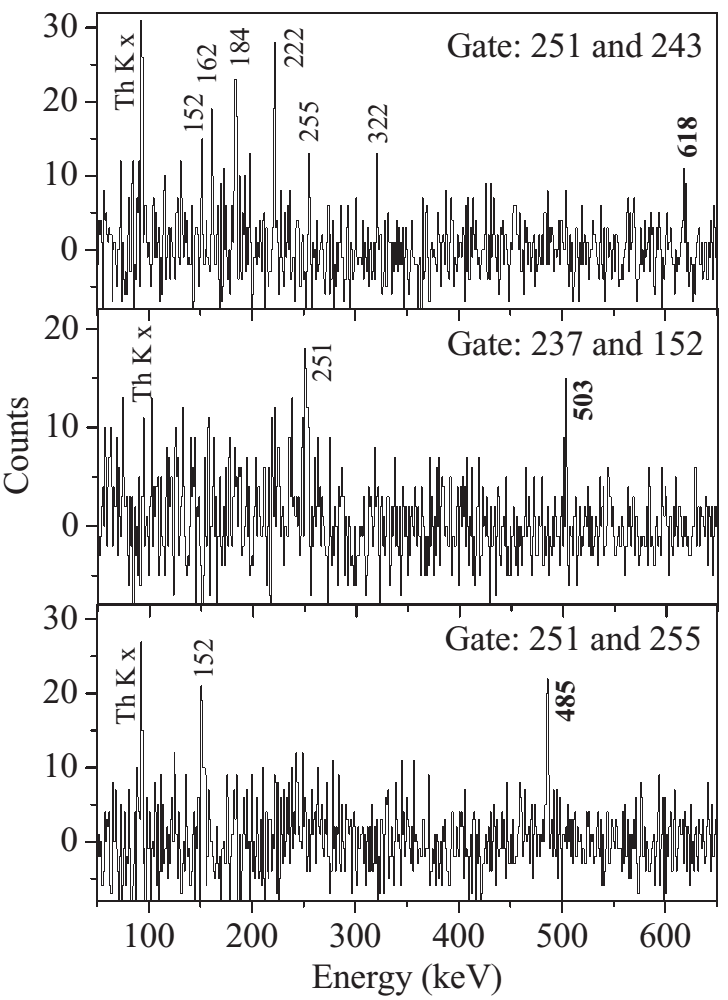 Gate: 251 and 243
Th K x
152
162
184
222
255
322
618
30
20
10
0
Gate: 237 and 152
Th K x
251
503
20
10
0
Counts
Gate: 251 and 255
Th K x
152
485
30
20
10
0
100 200 300 400 500 600
Energy (keV)